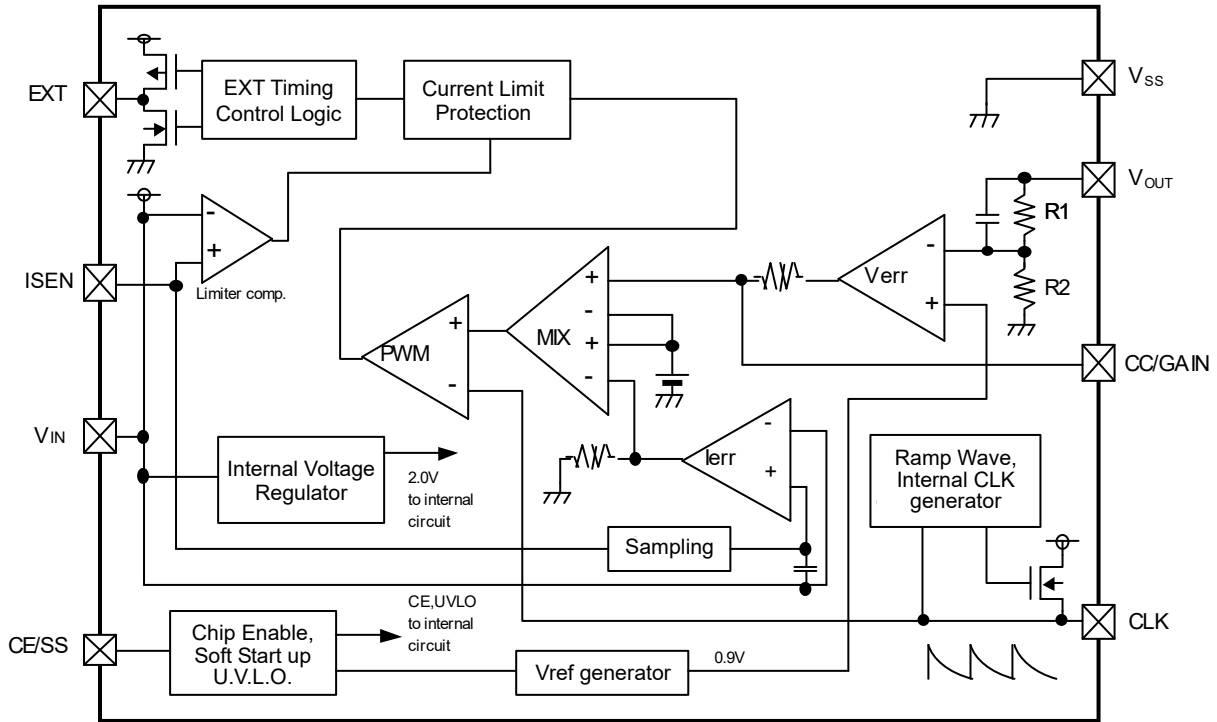 EXT
EXT Timing
Control Logic
Current Limit
Protection
VSS
VOUT
R1
R2
-
+
Limiter comp.
ISEN
Verr
-
+
MIX
+
-
+
-
PWM
+
-
CC/GAIN
VIN
Internal Voltage
Regulator
2.0V
to internal
circuit
Ierr
-
+
Ramp Wave,
Internal CLK
generator
Sampling
CE/SS
Chip Enable,
Soft Start up
U.V.L.O.
CE,UVLO
to internal
circuit
Vref generator
0.9V
CLK